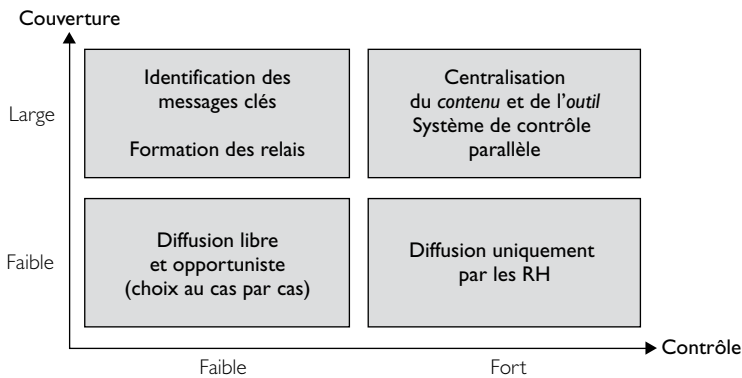 Couverture
Large
Identification des
messages clés
Formation des relais
Centralisation
du contenu et de l'outil
Système de contrôle
parallèle
Faible
Diffusion libre
et opportuniste
(choix au cas par cas)
Diffusion uniquement
par les RH
Contrôle
Faible
Fort